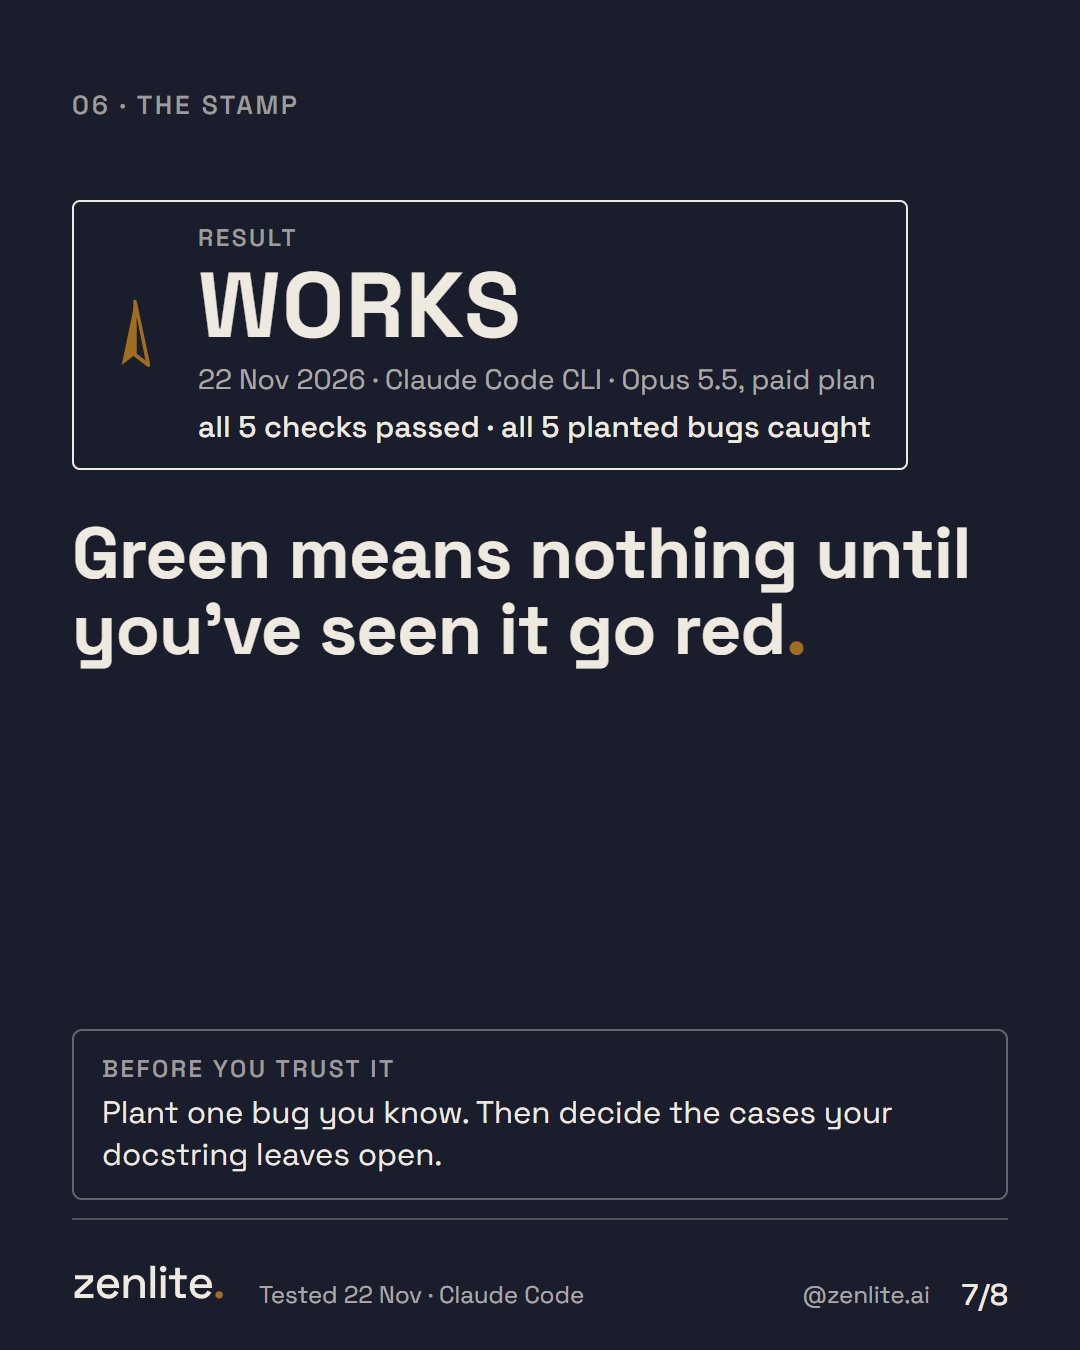 06 · THE STAMP
RESULT
WORKS
22 Nov 2026 · Claude Code CLI · Opus 5.5, paid plan
all 5 checks passed · all 5 planted bugs caught
Green means nothing until
you’ve seen it go red.
BEFORE YOU TRUST IT
Plant one bug you know. Then decide the cases your
docstring leaves open.
zenlite. Tested 22 Nov · Claude Code @zenlite.ai 7/8